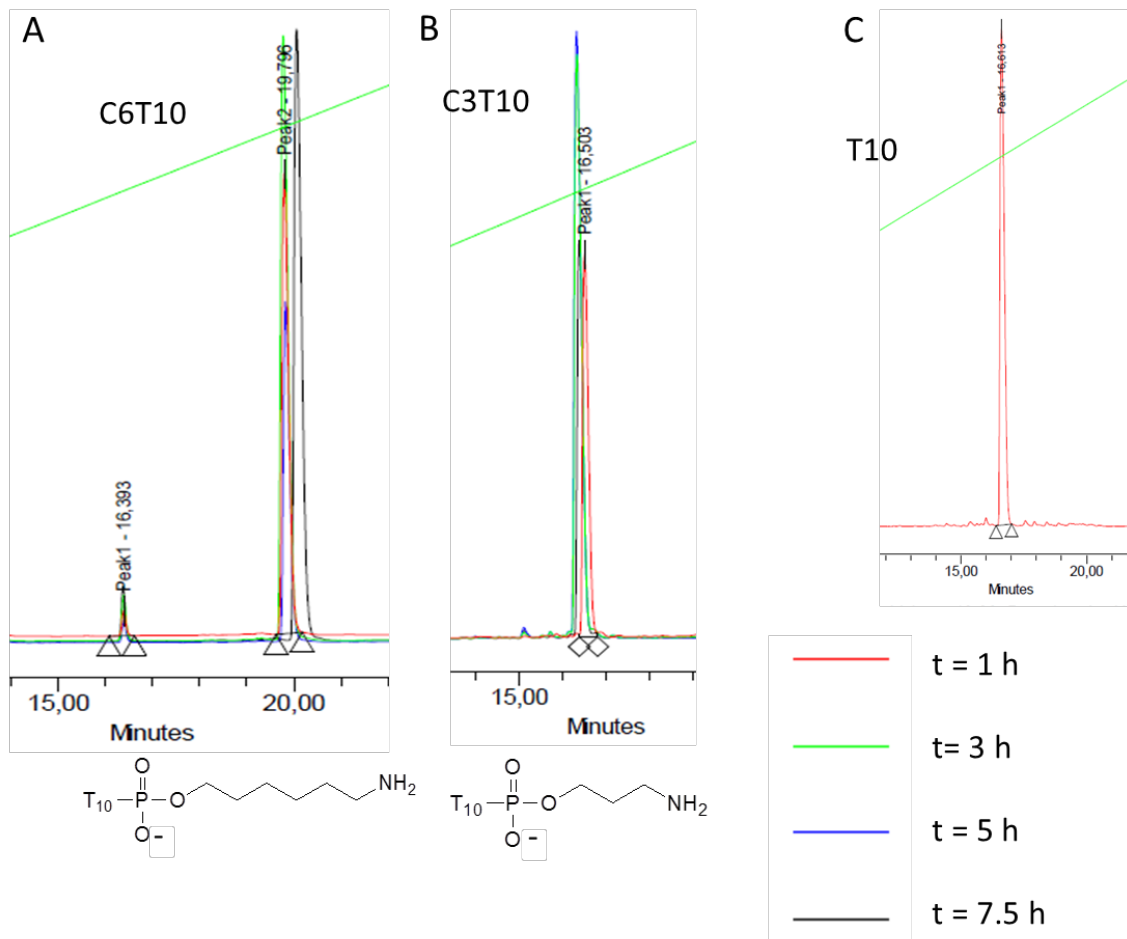 A
C6T10
Peak1 - 16,393
Peak2 - 19,796
15,00 20,00
Minutes
O
T10 P O NH2
O -
B
C3T10
Peak1 - 16,503
15,00
Minutes
O
T10 P O NH2
O -
C
T10
Peak1 - 16,613
15,00 20,00
Minutes
t = 1 h
t= 3 h
t = 5 h
t = 7.5 h